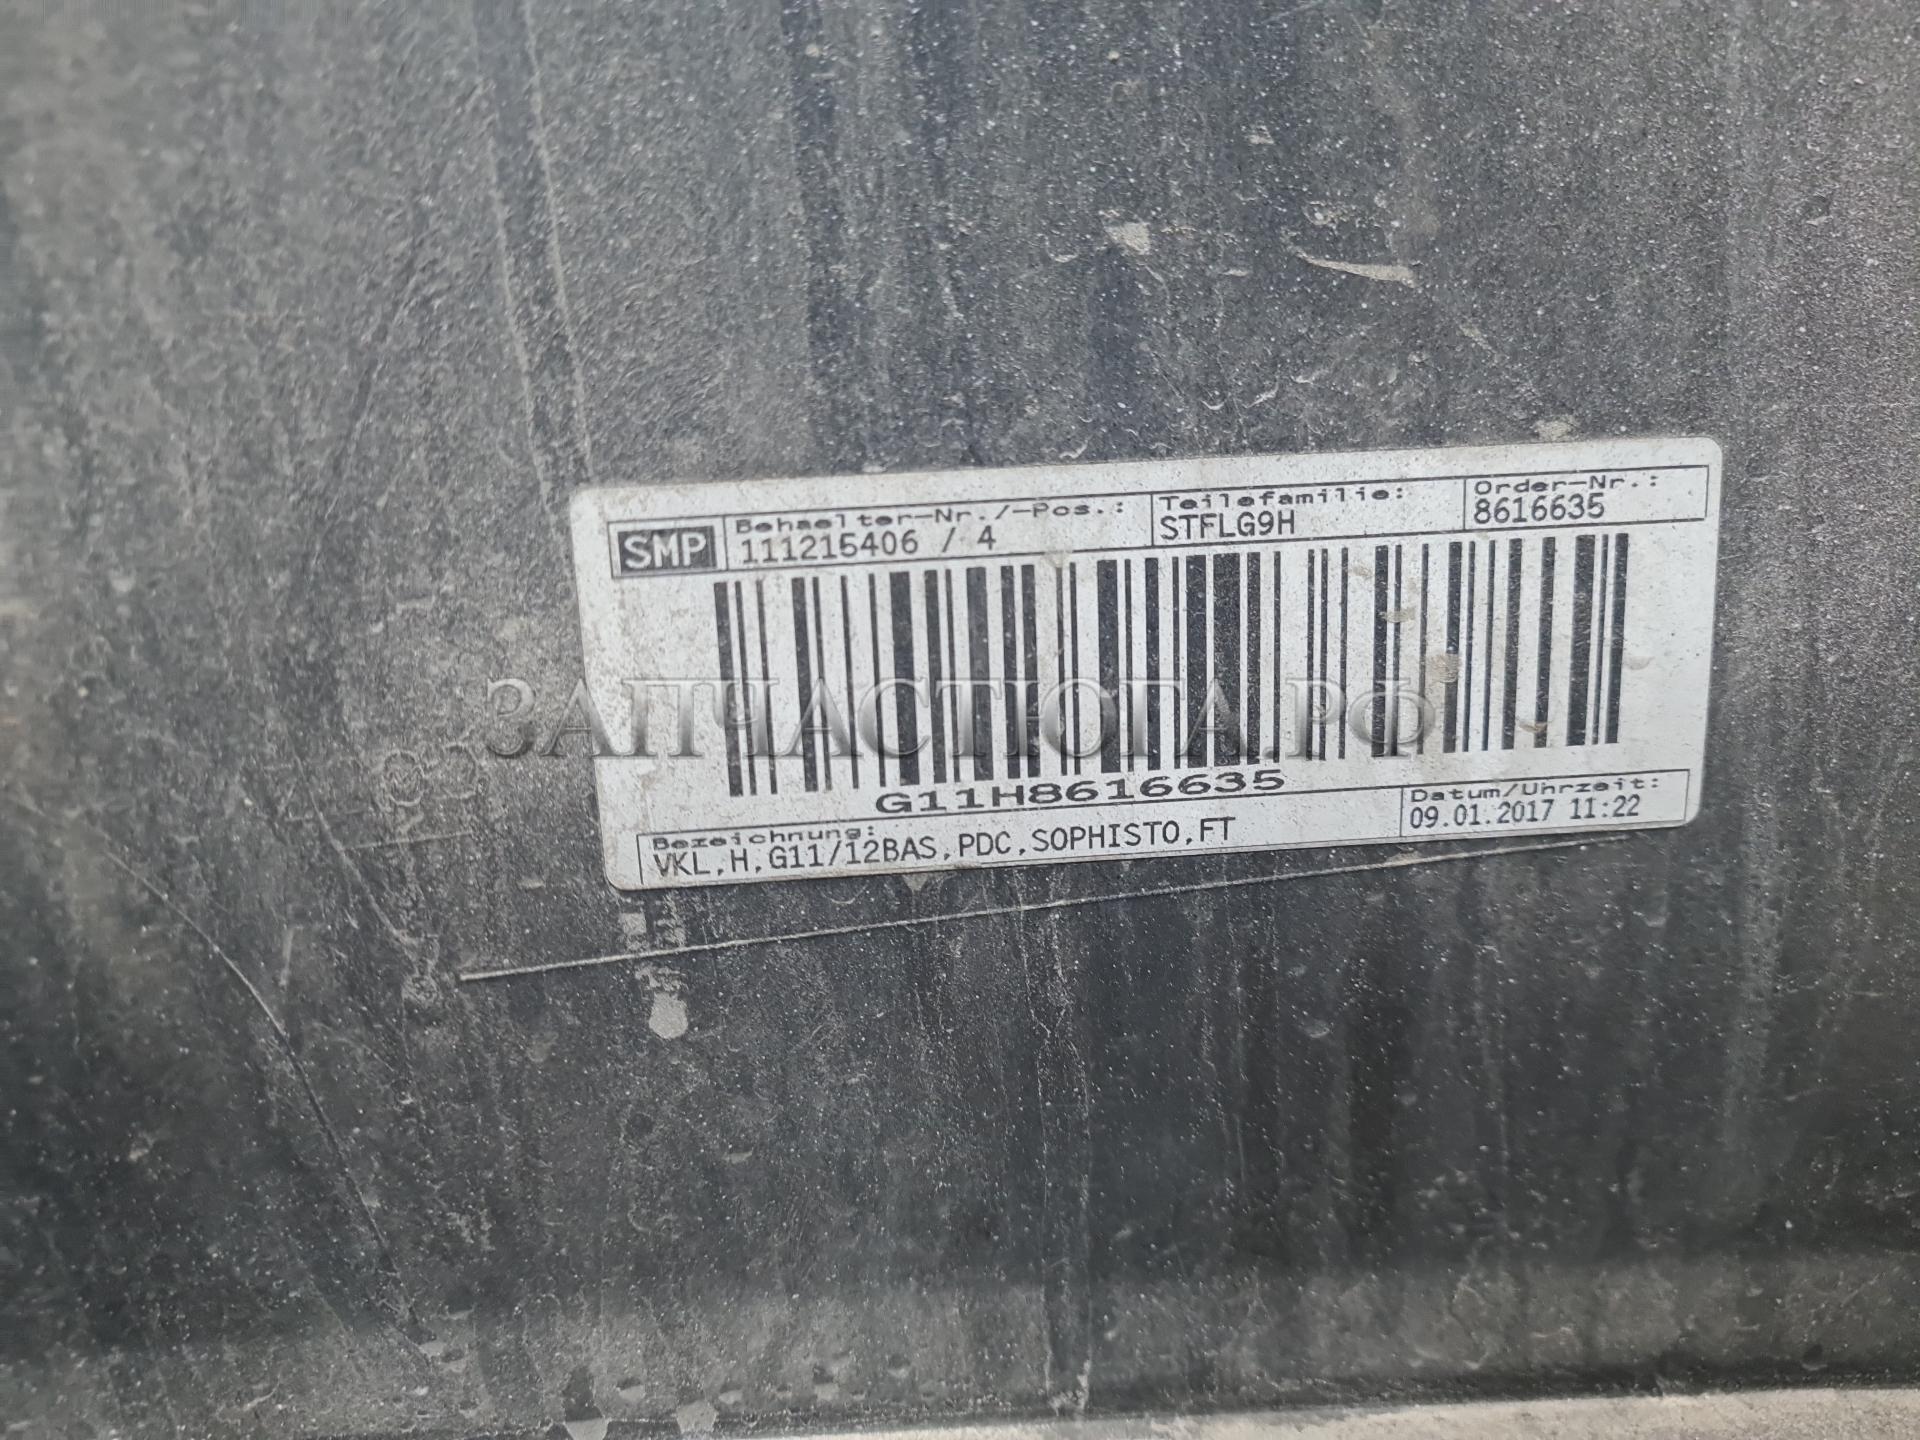 SMP
Behaelter-Nr./-Pos.:
111215406 / 4
Teilefamilie:
STFLG9H
Order-Nr.:
8616635
ЗАПЧАСТЮГА.РФ
G11H8616635
Bezeichnung:
VKL,H,G11/12BAS,PDC,SOPHISTO,FT
Datum/Uhrzeit:
09.01.2017 11:22